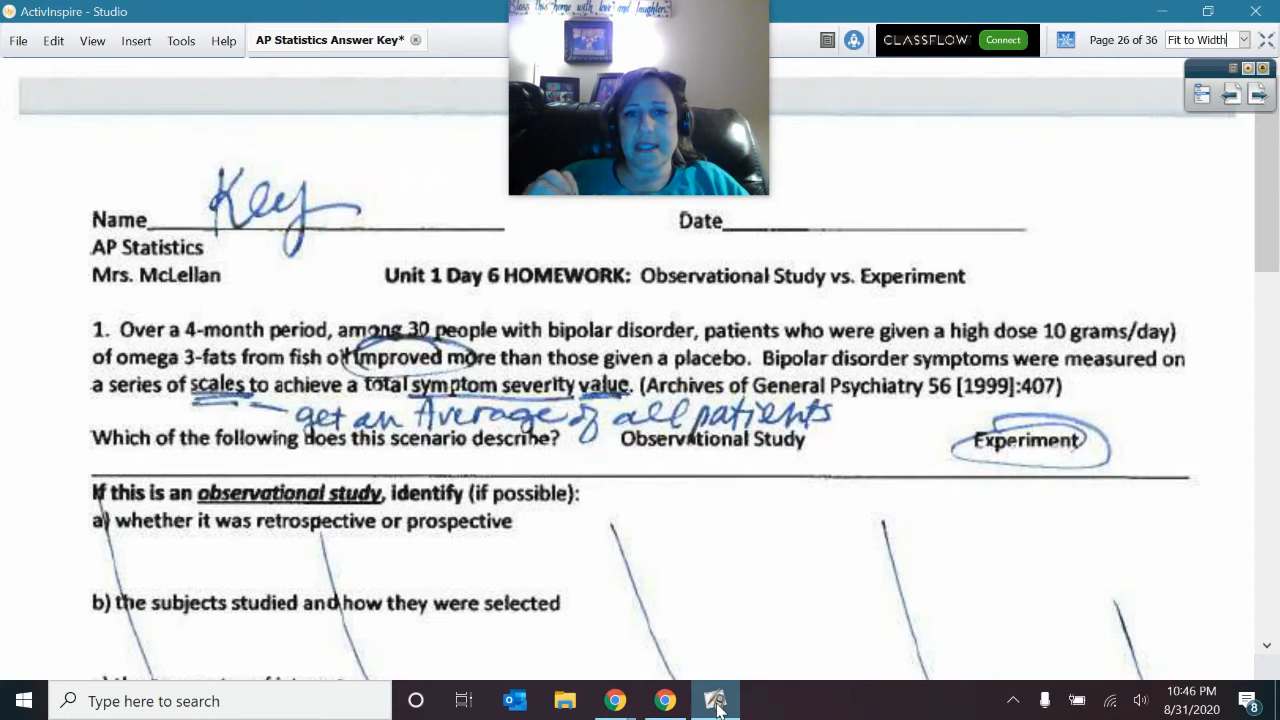 ActivInspire - Studio
Bless this home with love and laughter
File Edit View Insert Tools Help AP Statistics Answer Key* CLASSFLOW Connect Page 26 of 36 Fit to Width
Name Key Date
AP Statistics
Mrs. McLellan Unit 1 Day 6 HOMEWORK: Observational Study vs. Experiment
1. Over a 4-month period, among 30 people with bipolar disorder, patients who were given a high dose 10 grams/day)
of omega 3-fats from fish oil improved more than those given a placebo. Bipolar disorder symptoms were measured on
a series of scales to achieve a total symptom severity value. (Archives of General Psychiatry 56 [1999]:407)
get an Average of all patients
Which of the following does this scenario describe? Observational Study Experiment
If this is an observational study, identify (if possible):
a) whether it was retrospective or prospective
b) the subjects studied and how they were selected
Type here to search
10:46 PM
8/31/2020
8